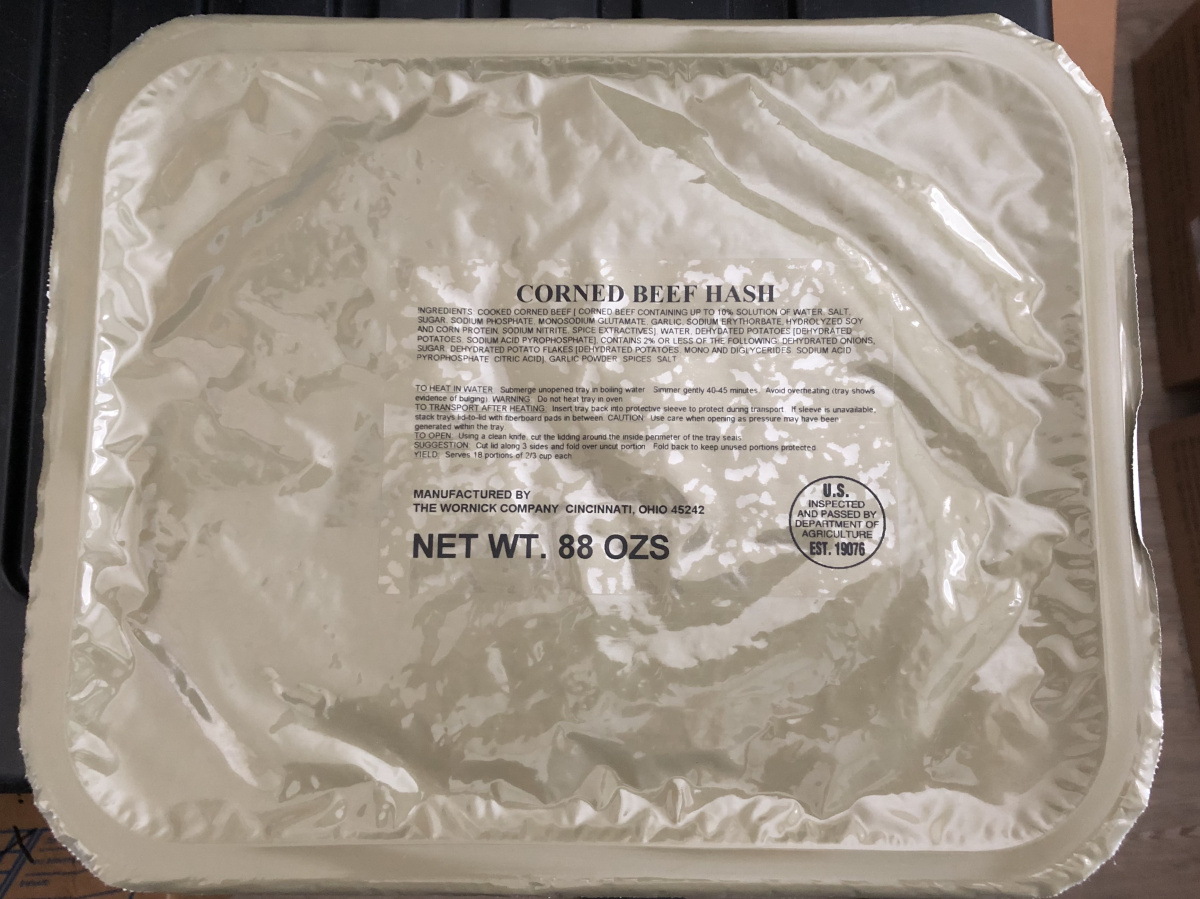 CORNED BEEF HASH
INGREDIENTS: COOKED CORNED BEEF [ CORNED BEEF CONTAINING UP TO 10% SOLUTION OF WATER, SALT,
SUGAR, SODIUM PHOSPHATE, MONOSODIUM GLUTAMATE, GARLIC, SODIUM ERYTHORBATE, HYDROLYZED SOY
AND CORN PROTEIN, SODIUM NITRITE, SPICE EXTRACTIVES], WATER, DEHYDATED POTATOES [DEHYDRATED
POTATOES, SODIUM ACID PYROPHOSPHATE], CONTAINS 2% OR LESS OF THE FOLLOWING: DEHYDRATED ONIONS,
SUGAR, DEHYDRATED POTATO FLAKES [DEHYDRATED POTATOES, MONO AND DIGLYCERIDES, SODIUM ACID
PYROPHOSPHATE, CITRIC ACID], GARLIC POWDER, SPICES, SALT
TO HEAT IN WATER: Submerge unopened tray in boiling water. Simmer gently 40-45 minutes. Avoid overheating (tray shows
evidence of bulging). WARNING: Do not heat tray in oven
TO TRANSPORT AFTER HEATING: Insert tray back into protective sleeve to protect during transport. If sleeve is unavailable,
stack trays lid-to-lid with fiberboard pads in between. CAUTION: Use care when opening as pressure may have been
generated within the tray
TO OPEN: Using a clean knife, cut the lidding around the inside perimeter of the tray seals
SUGGESTION: Cut lid along 3 sides and fold over uncut portion. Fold back to keep unused portions protected.
YIELD: Serves 18 portions of 2/3 cup each.
MANUFACTURED BY
THE WORNICK COMPANY CINCINNATI, OHIO 45242
NET WT. 88 OZS
U.S.
INSPECTED
AND PASSED BY
DEPARTMENT OF
AGRICULTURE
EST. 19076